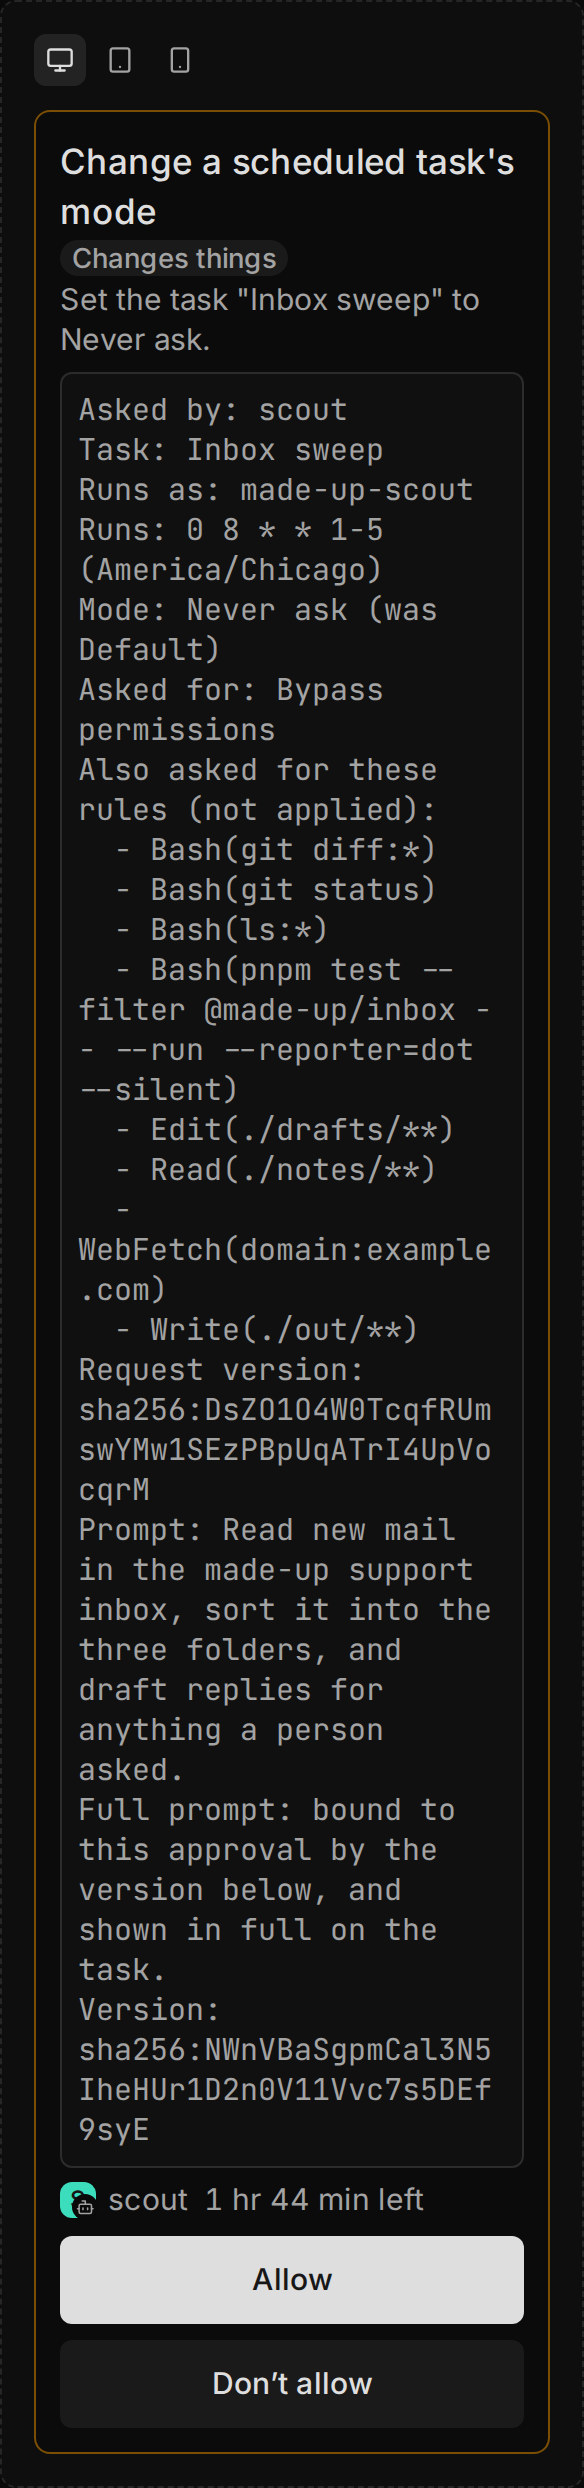 Change a scheduled task's
mode
Changes things
Set the task "Inbox sweep" to
Never ask.
Asked by: scout
Task: Inbox sweep
Runs as: made-up-scout
Runs: 0 8 * * 1-5
(America/Chicago)
Mode: Never ask (was
Default)
Asked for: Bypass
permissions
Also asked for these
rules (not applied):
- Bash(git diff:*)
- Bash(git status)
- Bash(ls:*)
- Bash(pnpm test --
filter @made-up/inbox -
- --run --reporter=dot
--silent)
- Edit(./drafts/**)
- Read(./notes/**)
-
WebFetch(domain:example
.com)
- Write(./out/**)
Request version:
sha256:DsZO1O4W0TcqfRUm
swYMw1SEzPBpUqATrI4UpVo
cqrM
Prompt: Read new mail
in the made-up support
inbox, sort it into the
three folders, and
draft replies for
anything a person
asked.
Full prompt: bound to
this approval by the
version below, and
shown in full on the
task.
Version:
sha256:NWnVBaSgpmCal3N5
IheHUr1D2n0V11Vvc7s5DEf
9syE
scout 1 hr 44 min left
Allow
Don't allow